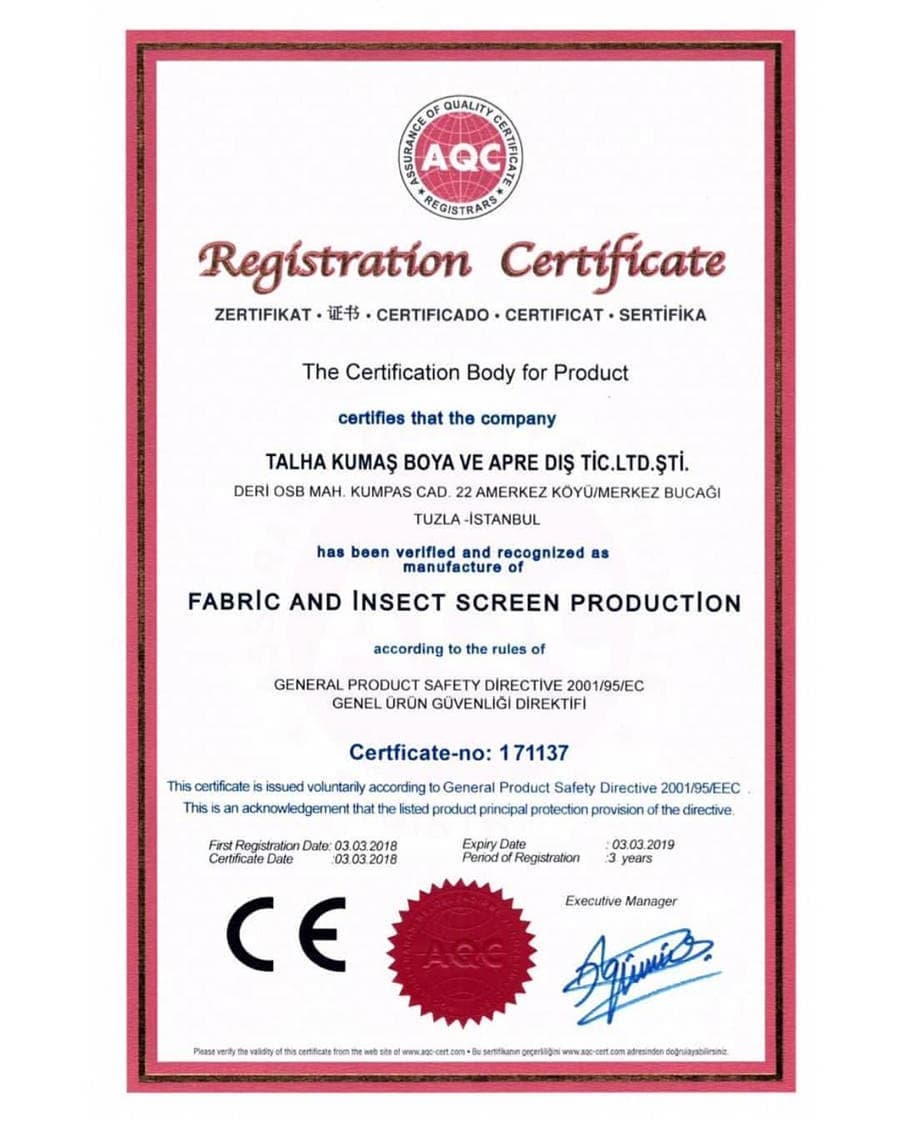 ASSURANCE OF QUALITY CERTIFICATE
AQC
REGISTRARS
Registration Certificate
ZERTIFIKAT • 证书 • CERTIFICADO • CERTIFICAT • SERTİFİKA
The Certification Body for Product
certifies that the company
TALHA KUMAŞ BOYA VE APRE DIŞ TİC.LTD.ŞTİ.
DERİ OSB MAH. KUMPAS CAD. 22 AMERKEZ KÖYÜ/MERKEZ BUCAĞI
TUZLA -İSTANBUL
has been verified and recognized as
manufacture of
FABRİC AND İNSECT SCREEN PRODUCTİON
according to the rules of
GENERAL PRODUCT SAFETY DİRECTİVE 2001/95/EC
GENEL ÜRÜN GÜVENLİĞİ DİREKTİFİ
Certficate-no: 171137
This certificate is issued voluntarily according to General Product Safety Directive 2001/95/EEC .
This is an acknowledgement that the listed product principal protection provision of the directive.
First Registration Date: 03.03.2018 Expiry Date : 03.03.2019
Certificate Date :03.03.2018 Period of Registration :3 years
CE
AQC
Executive Manager
Please verify the validity of this certificate from the web site of www.aqc-cert.com • Bu sertifikanın geçerliliğini www.aqc-cert.com adresinden doğrulayabilirsiniz.